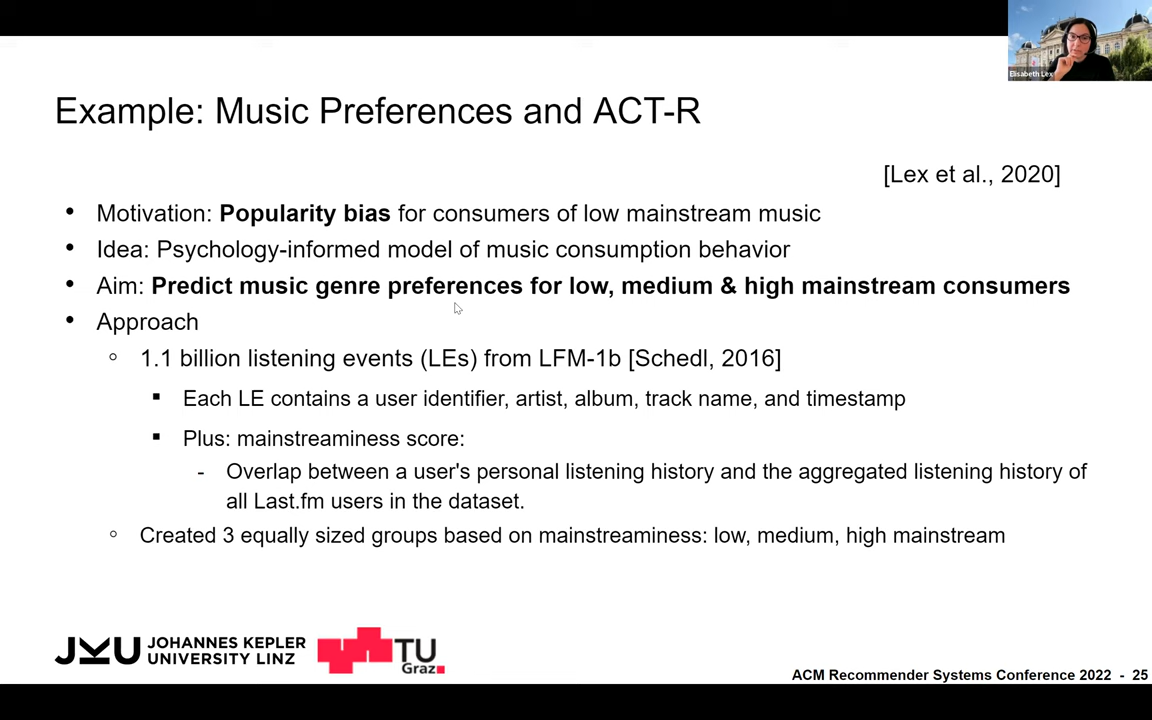 Elisabeth Lex
Example: Music Preferences and ACT-R
[Lex et al., 2020]
• Motivation: Popularity bias for consumers of low mainstream music
• Idea: Psychology-informed model of music consumption behavior
• Aim: Predict music genre preferences for low, medium & high mainstream consumers
• Approach
○ 1.1 billion listening events (LEs) from LFM-1b [Schedl, 2016]
▪ Each LE contains a user identifier, artist, album, track name, and timestamp
▪ Plus: mainstreaminess score:
- Overlap between a user's personal listening history and the aggregated listening history of
all Last.fm users in the dataset.
○ Created 3 equally sized groups based on mainstreaminess: low, medium, high mainstream
JKU JOHANNES KEPLER
UNIVERSITY LINZ
TU
Graz
ACM Recommender Systems Conference 2022 - 25